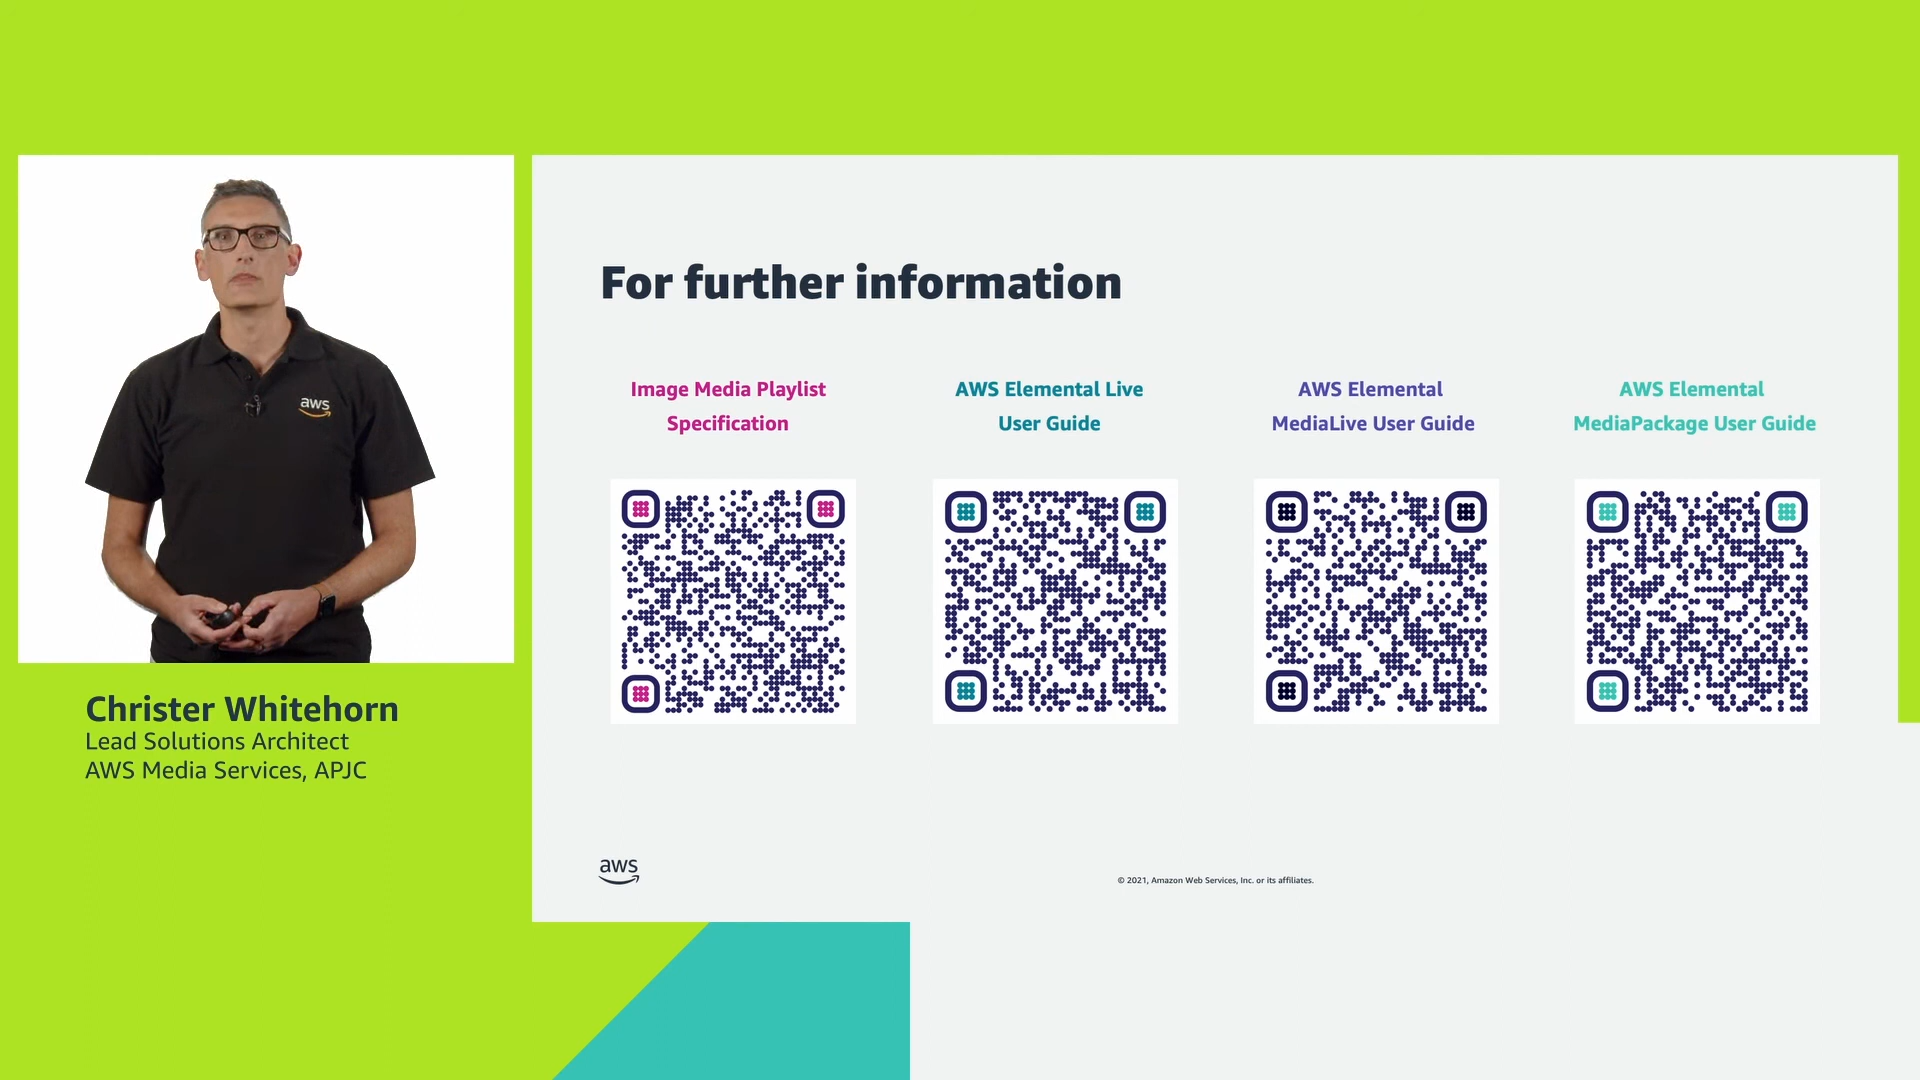 aws
Christer Whitehorn
Lead Solutions Architect
AWS Media Services, APJC
For further information
Image Media Playlist
Specification
AWS Elemental Live
User Guide
AWS Elemental
MediaLive User Guide
AWS Elemental
MediaPackage User Guide
aws
© 2021, Amazon Web Services, Inc. or its affiliates.